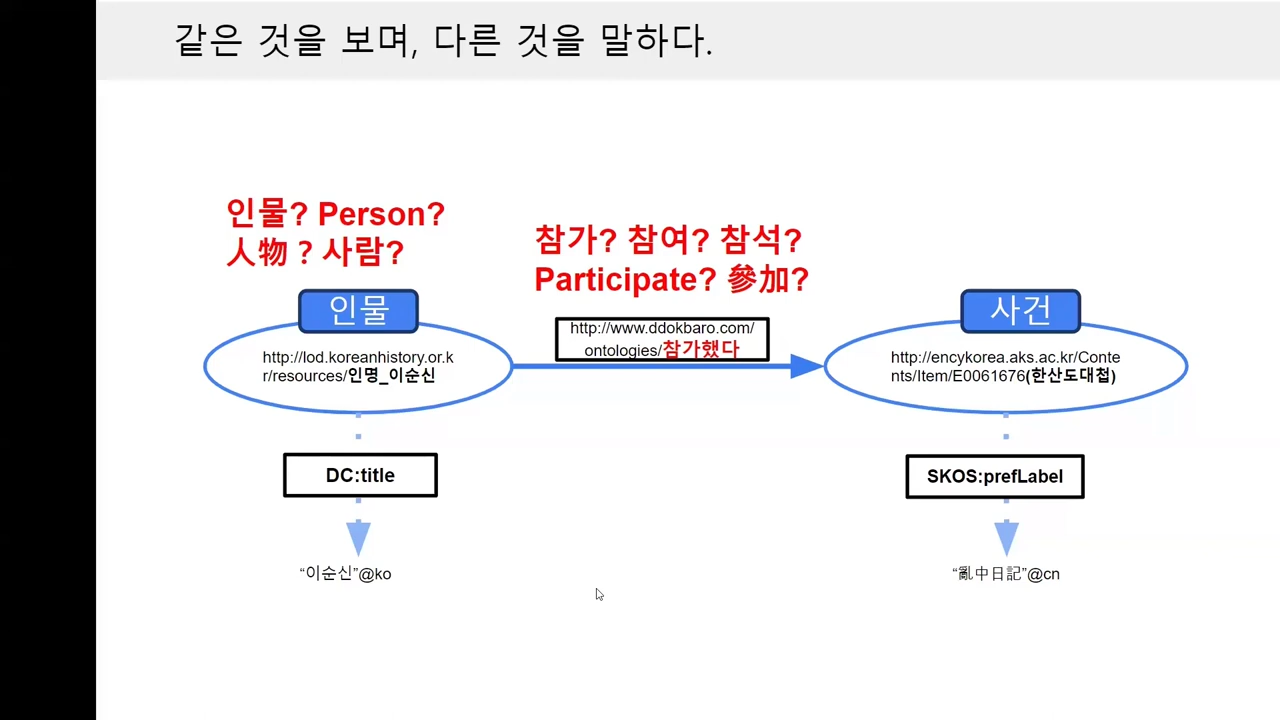 같은 것을 보며, 다른 것을 말하다.
인물? Person?
人物 ? 사람?
참가? 참여? 참석?
Participate? 參加?
인물
사건
http://lod.koreanhistory.or.k
r/resources/인명_이순신
http://www.ddokbaro.com/
ontologies/참가했다
http://encykorea.aks.ac.kr/Conte
nts/Item/E0061676(한산도대첩)
DC:title
SKOS:prefLabel
“이순신”@ko
“亂中日記”@cn